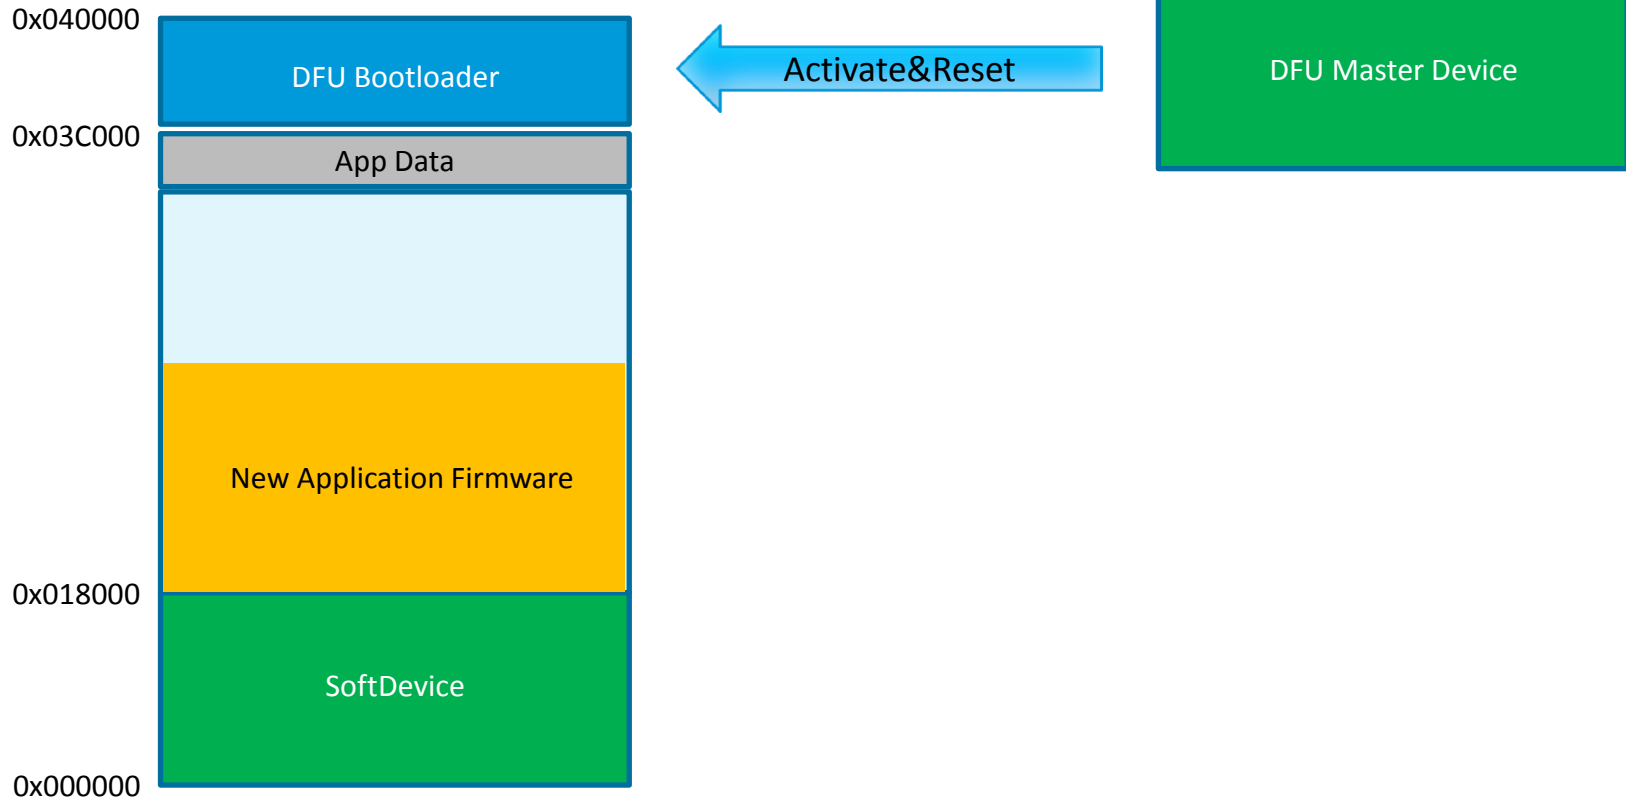 0x040000
DFU Bootloader
Activate&Reset
DFU Master Device
0x03C000
App Data
New Application Firmware
0x018000
SoftDevice
0x000000